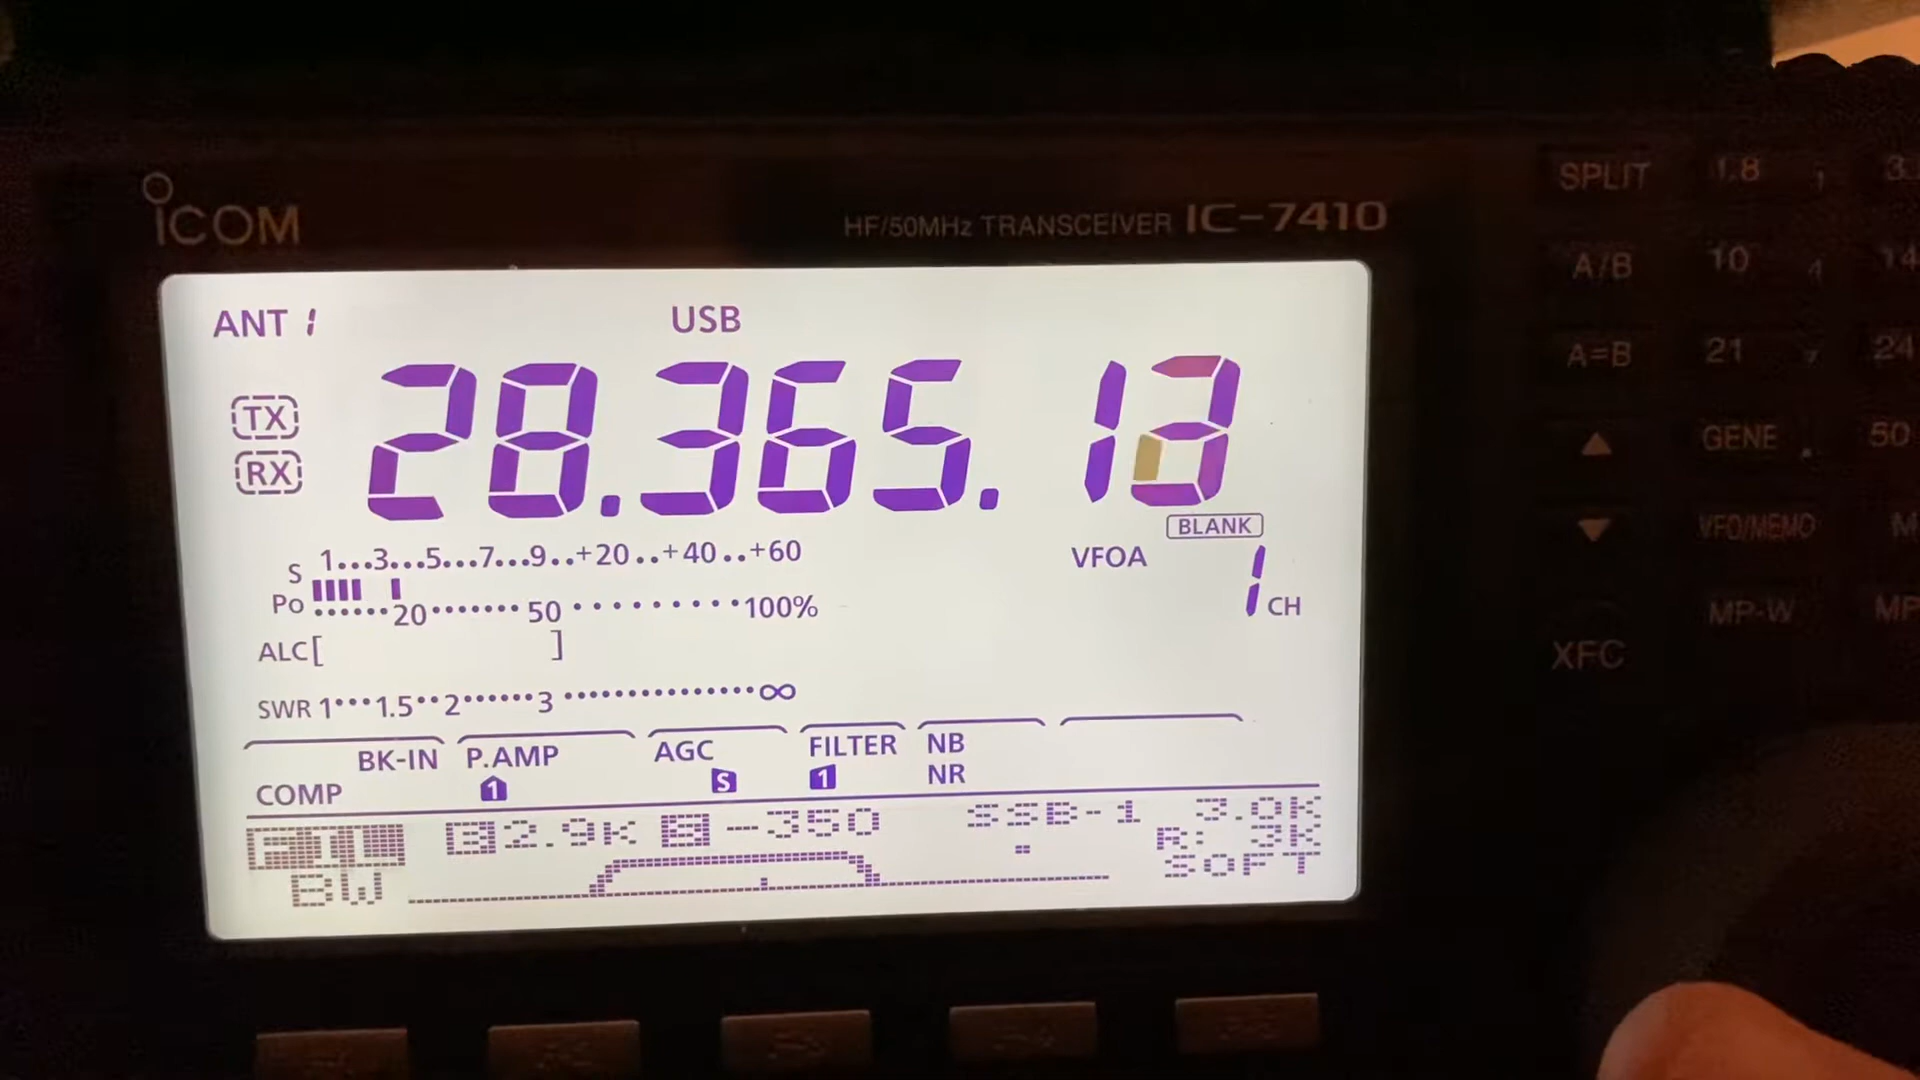 ICOM
HF/50MHz TRANSCEIVER IC-7410
ANT 1 USB
TX
RX
28.365.
BLANK
VFOA 1 CH
S 1...3...5...7...9..+20..+40..+60
Po ......20.......50.........100%
ALC[ ]
SWR 1···1.5··2······3···············∞
BK-IN P.AMP AGC FILTER NB
COMP 1 S 1 NR
FIL 2.9K -350 SSB-1 3.0K
R: 3K
BW SOFT
SPLIT 1.8
A/B 10 14
A=B 21 24
GENE . 50
VFO/MEMO
MP-W MP
XFC